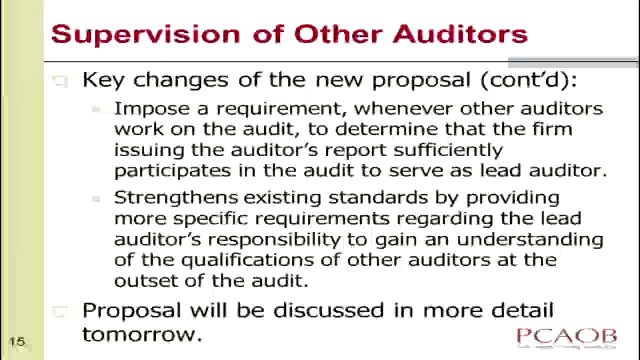 Supervision of Other Auditors
Key changes of the new proposal (cont'd):
Impose a requirement, whenever other auditors
work on the audit, to determine that the firm
issuing the auditor's report sufficiently
participates in the audit to serve as lead auditor.
Strengthens existing standards by providing
more specific requirements regarding the lead
auditor's responsibility to gain an understanding
of the qualifications of other auditors at the
outset of the audit.
Proposal will be discussed in more detail
tomorrow.
15
PCAOB